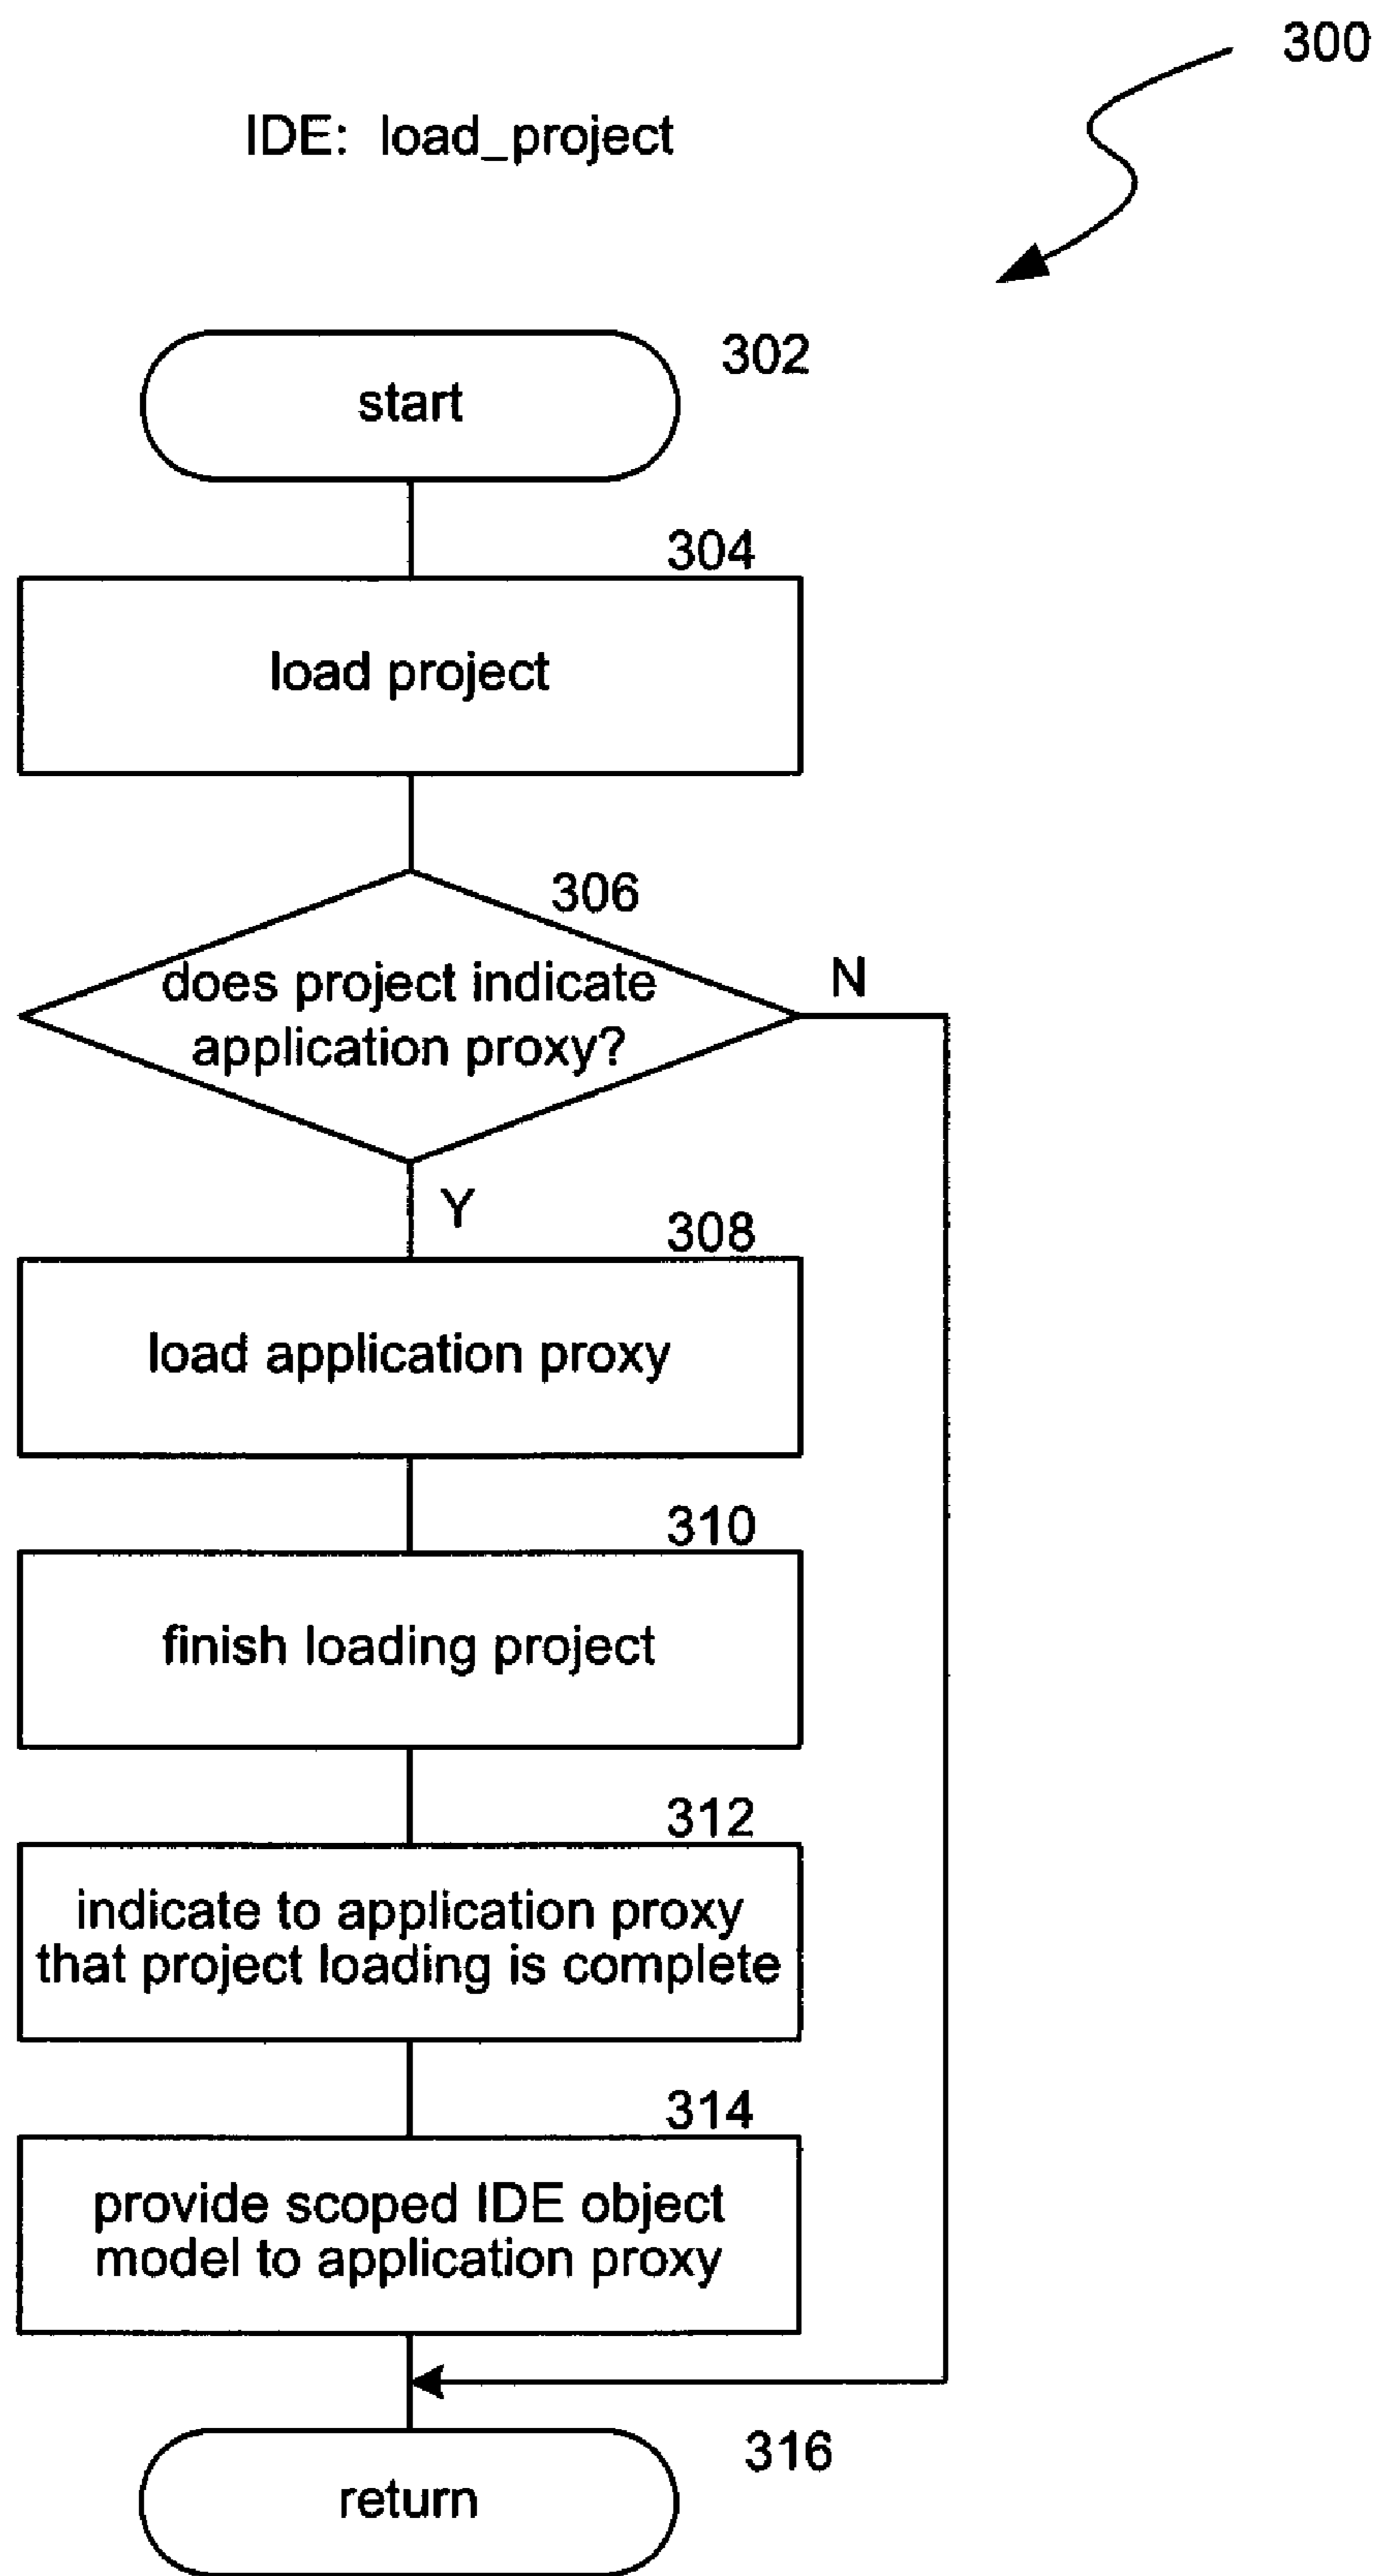 300
IDE: load_project
302
start
304
load project
306
does project indicate
application proxy?
N
Y
308
load application proxy
310
finish loading project
312
indicate to application proxy
that project loading is complete
314
provide scoped IDE object
model to application proxy
316
return